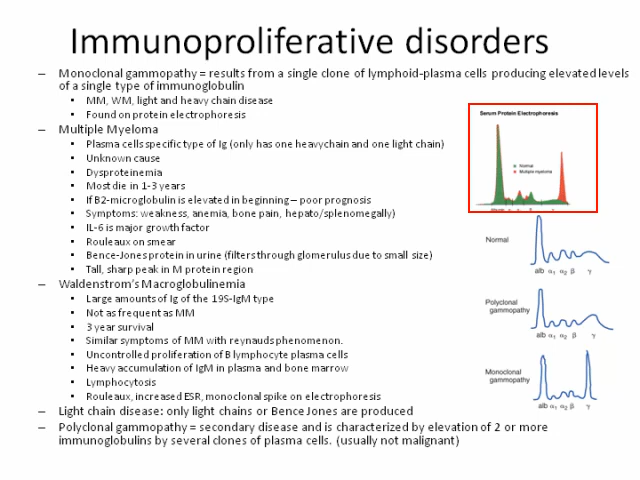 Immunoproliferative disorders
– Monoclonal gammopathy = results from a single clone of lymphoid-plasma cells producing elevated levels
of a single type of immunoglobulin
• MM, WM, light and heavy chain disease
• Found on protein electrophoresis
– Multiple Myeloma
• Plasma cells specific type of Ig (only has one heavychain and one light chain)
• Unknown cause
• Dysproteinemia
• Most die in 1-3 years
• If B2-microglobulin is elevated in beginning – poor prognosis
• Symptoms: weakness, anemia, bone pain, hepato/splenomegally)
• IL-6 is major growth factor
• Rouleaux on smear
• Bence-Jones protein in urine (filters through glomerulus due to small size)
• Tall, sharp peak in M protein region
– Waldenstrom's Macroglobulinemia
• Large amounts of Ig of the 19S-IgM type
• Not as frequent as MM
• 3 year survival
• Similar symptoms of MM with reynauds phenomenon.
• Uncontrolled proliferation of B lymphocyte plasma cells
• Heavy accumulation of IgM in plasma and bone marrow
• Lymphocytosis
• Rouleaux, increased ESR, monoclonal spike on electrophoresis
– Light chain disease: only light chains or Bence Jones are produced
– Polyclonal gammopathy = secondary disease and is characterized by elevation of 2 or more
immunoglobulins by several clones of plasma cells. (usually not malignant)
Serum Protein Electrophoresis
Normal
Multiple myeloma
Normal
alb α1 α2 β γ
Polyclonal
gammopathy
alb α1 α2 β γ
Monoclonal
gammopathy
alb α1 α2 β γ